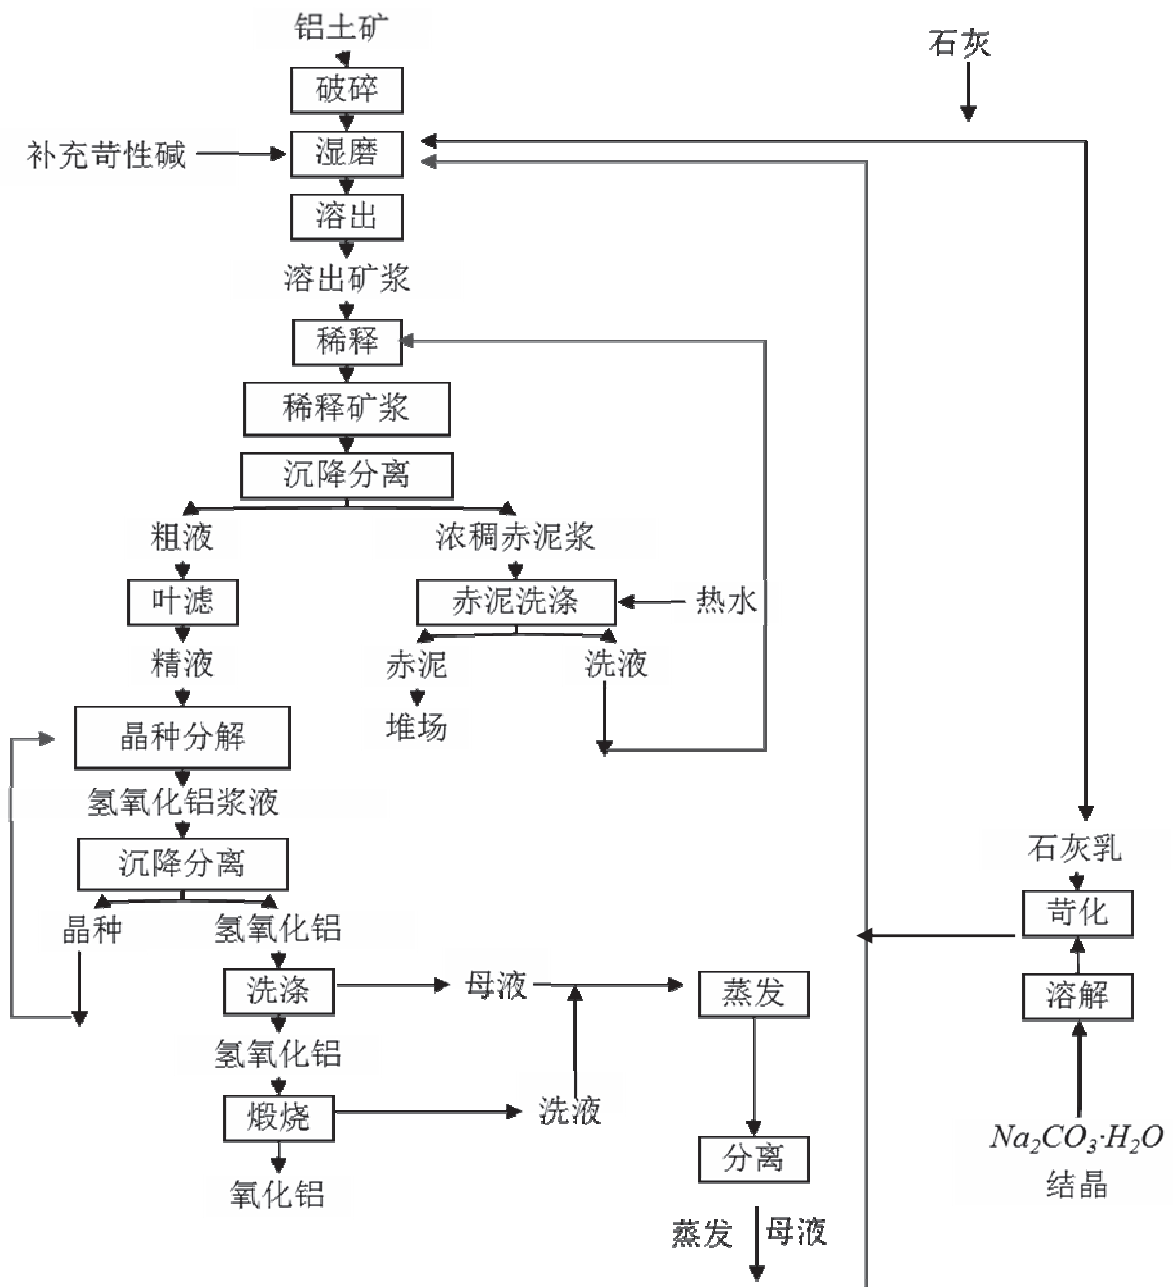 铝土矿
石灰
破碎
补充苛性碱
湿磨
溶出
溶出矿浆
稀释
稀释矿浆
沉降分离
粗液
浓稠赤泥浆
叶滤
赤泥洗涤
热水
精液
赤泥
洗液
晶种分解
堆场
氢氧化铝浆液
石灰乳
沉降分离
晶种
氢氧化铝
苛化
洗涤
母液
蒸发
溶解
氢氧化铝
煅烧
洗液
Na₂CO₃·H₂O
分离
结晶
氧化铝
蒸发 母液